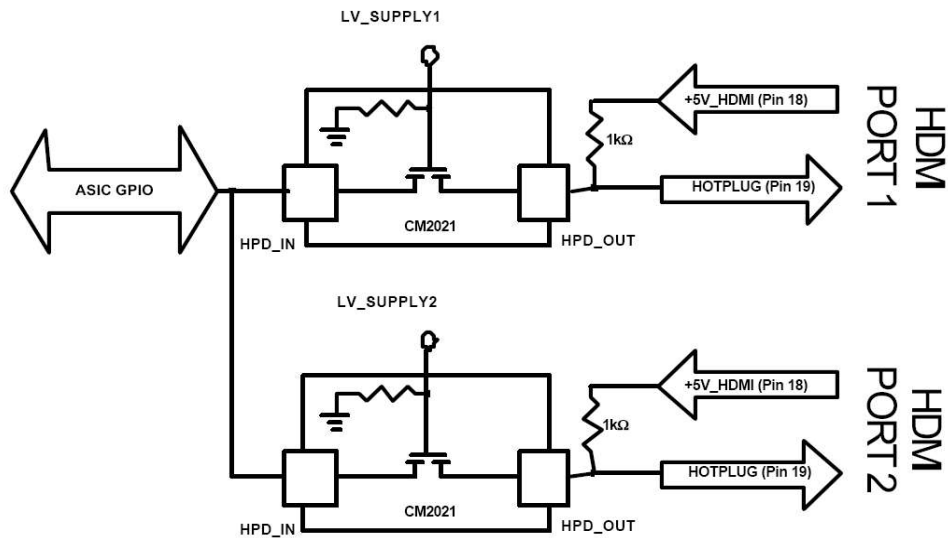 LV_SUPPLY1
+5V_HDMI (Pin 18)
1kΩ
ASIC GPIO
HOTPLUG (Pin 19)
CM2021
HPD_IN
HPD_OUT
HDM
PORT 1
LV_SUPPLY2
+5V_HDMI (Pin 18)
1kΩ
HOTPLUG (Pin 19)
CM2021
HPD_IN
HPD_OUT
HDM
PORT 2